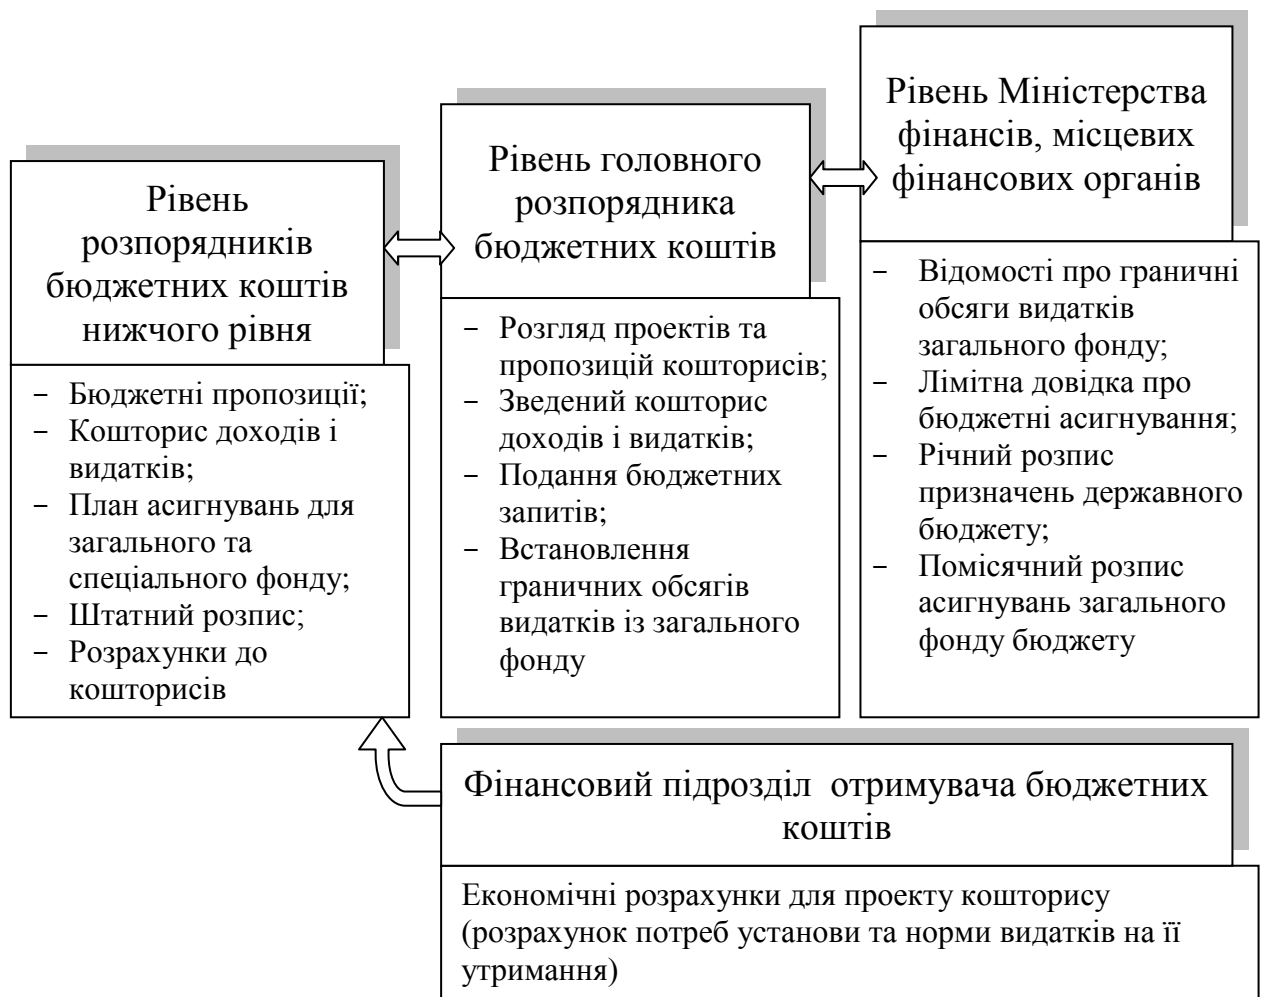 Рівень
розпорядників
бюджетних коштів
нижчого рівня
– Бюджетні пропозиції;
– Кошторис доходів і
видатків;
– План асигнувань для
загального та
спеціального фонду;
– Штатний розпис;
– Розрахунки до
кошторисів
Рівень головного
розпорядника
бюджетних коштів
– Розгляд проектів та
пропозицій кошторисів;
– Зведений кошторис
доходів і видатків;
– Подання бюджетних
запитів;
– Встановлення
граничних обсягів
видатків із загального
фонду
Рівень Міністерства
фінансів, місцевих
фінансових органів
– Відомості про граничні
обсяги видатків
загального фонду;
– Лімітна довідка про
бюджетні асигнування;
– Річний розпис
призначень державного
бюджету;
– Помісячний розпис
асигнувань загального
фонду бюджету
Фінансовий підрозділ отримувача бюджетних
коштів
Економічні розрахунки для проекту кошторису
(розрахунок потреб установи та норми видатків на її
утримання)